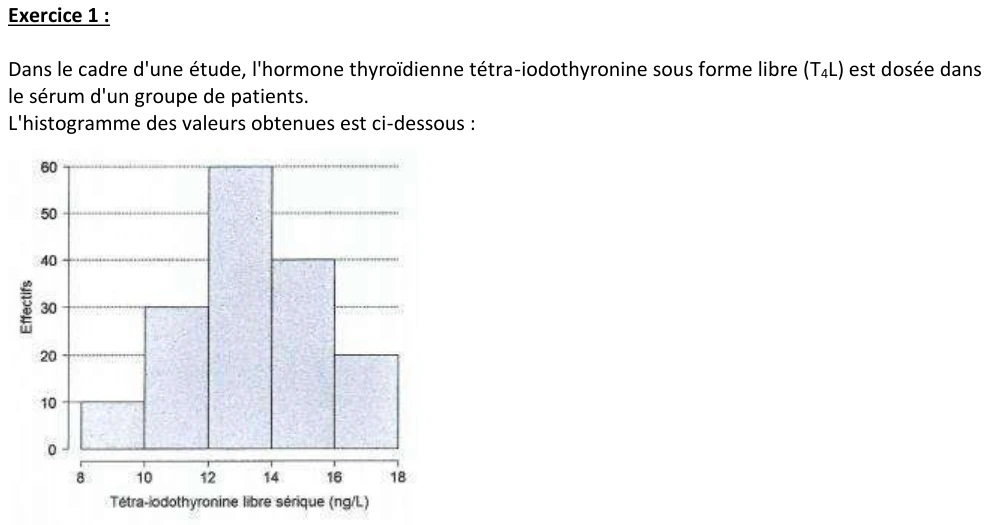 Exercice 1 :
Dans le cadre d'une étude, l'hormone thyroïdienne tétra-iodothyronine sous forme libre (T₄L) est dosée dans
le sérum d'un groupe de patients.
L'histogramme des valeurs obtenues est ci-dessous :
60
50
40
30
20
10
0
Effectifs
8 10 12 14 16 18
Tétra-iodothyronine libre sérique (ng/L)